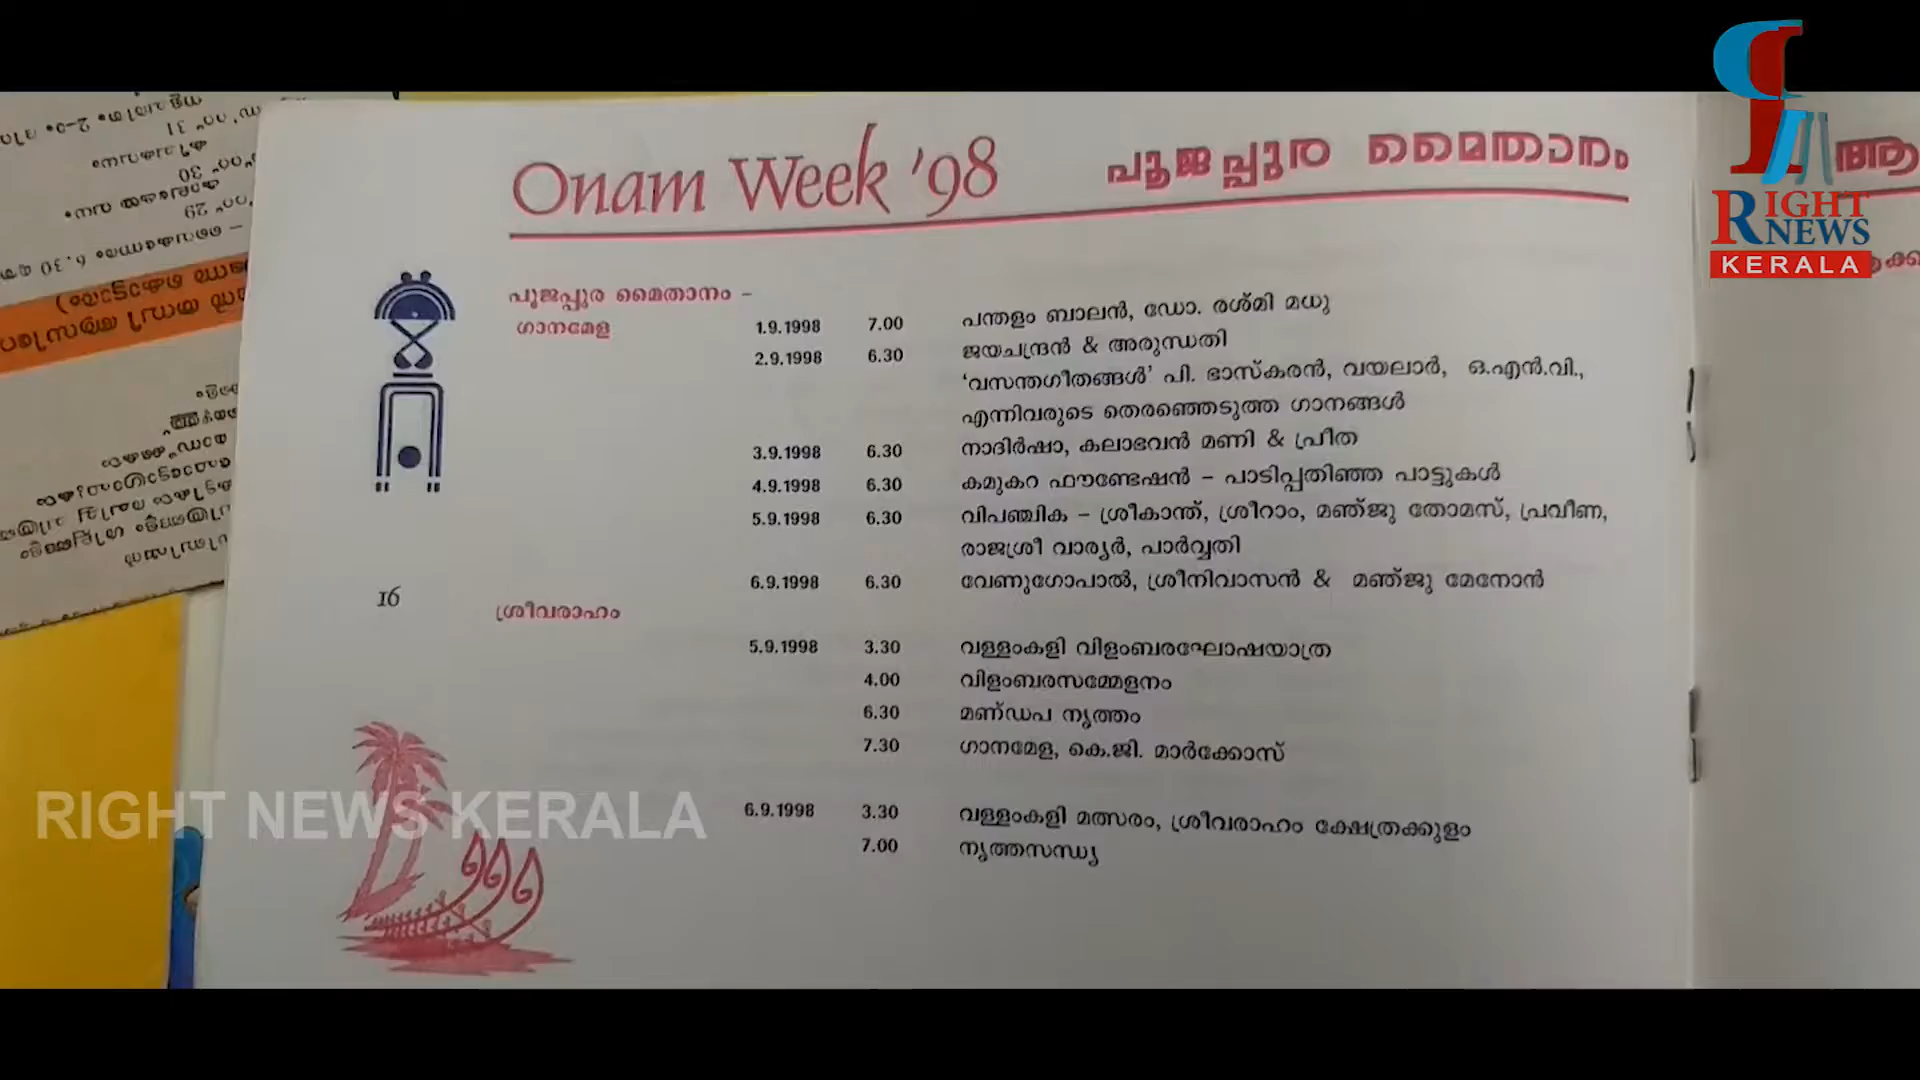 Onam Week '98
പൂജപ്പുര മൈതാനം
പൂജപ്പുര മൈതാനം –
ഗാനമേള
1.9.1998 7.00 പന്തളം ബാലൻ, ഡോ. രശ്മി മധു
2.9.1998 6.30 ജയചന്ദ്രൻ & അരുന്ധതി
'വസന്തഗീതങ്ങൾ' പി. ഭാസ്കരൻ, വയലാർ, ഒ.എൻ.വി.,
എന്നിവരുടെ തെരഞ്ഞെടുത്ത ഗാനങ്ങൾ
3.9.1998 6.30 നാദിർഷാ, കലാഭവൻ മണി & പ്രീത
4.9.1998 6.30 കമുകറ ഫൗണ്ടേഷൻ – പാടിപ്പതിഞ്ഞ പാട്ടുകൾ
5.9.1998 6.30 വിപഞ്ചിക – ശ്രീകാന്ത്, ശ്രീറാം, മഞ്ജു തോമസ്, പ്രവീണ,
രാജശ്രീ വാര്യർ, പാർവ്വതി
6.9.1998 6.30 വേണുഗോപാൽ, ശ്രീനിവാസൻ & മഞ്ജു മേനോൻ
16
ശ്രീവരാഹം
5.9.1998 3.30 വള്ളംകളി വിളംബരഘോഷയാത്ര
4.00 വിളംബരസമ്മേളനം
6.30 മണ്ഡപ നൃത്തം
7.30 ഗാനമേള, കെ.ജി. മാർക്കോസ്
6.9.1998 3.30 വള്ളംകളി മത്സരം, ശ്രീവരാഹം ക്ഷേത്രക്കുളം
7.00 നൃത്തസന്ധ്യ
RIGHT NEWS KERALA
RIGHT
NEWS
KERALA